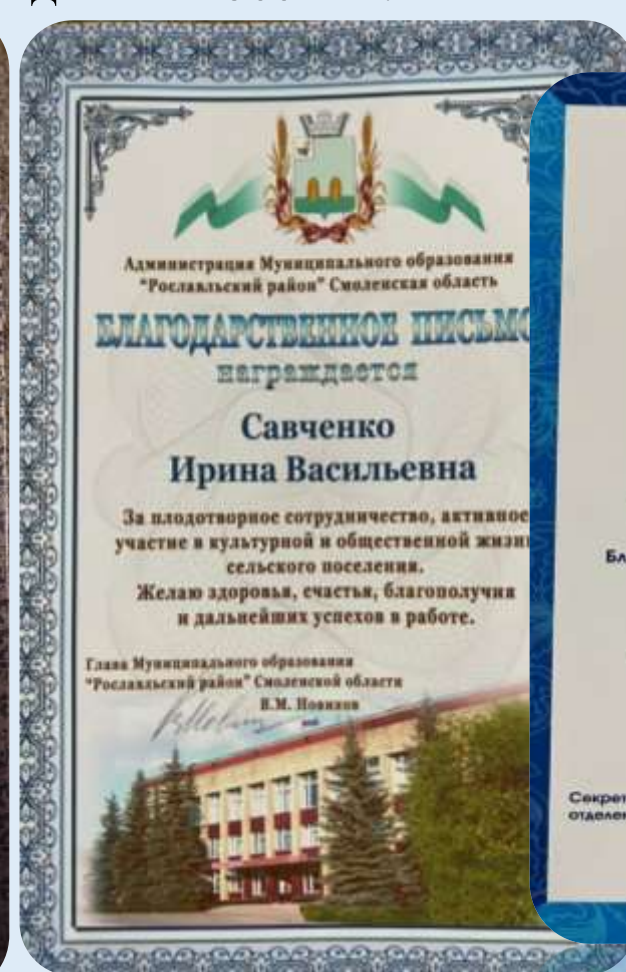 Администрация Муниципального образования
"Рославльский район" Смоленская область
БЛАГОДАРСТВЕННОЕ ПИСЬМО
награждается
Савченко
Ирина Васильевна
За плодотворное сотрудничество, активное
участие в культурной и общественной жизни
сельского поселения.
Желаю здоровья, счастья, благополучия
и дальнейших успехов в работе.
Глава Муниципального образования
"Рославльский район" Смоленской области
В.М. Новиков